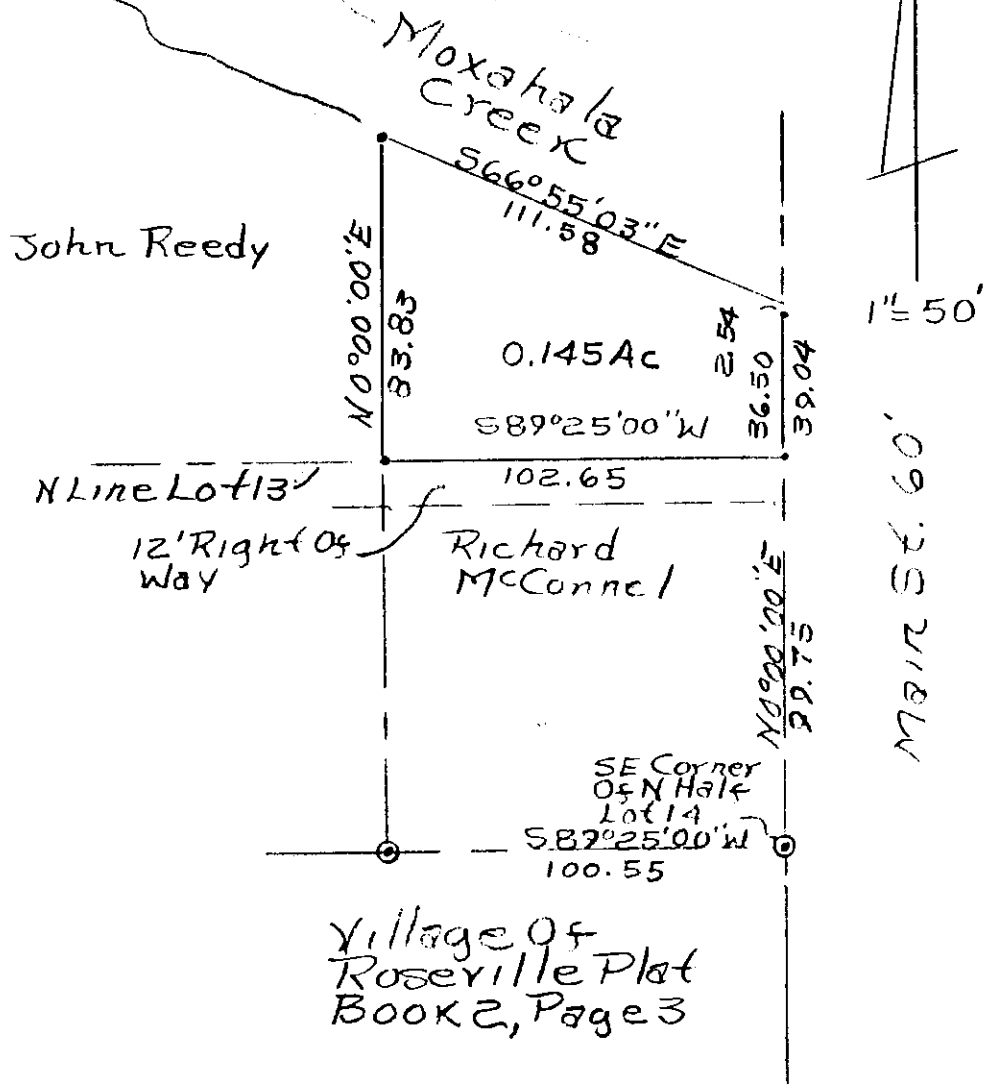 Moxahala
Creek
S66°55'03"E
111.58
John Reedy
N0°00'00"E
83.83
1"=50'
0.145Ac
2.54
36.50
39.04
S89°25'00"W
102.65
N Line Lot 13
12' Right Of
Way
Richard
McConnel
Main St. 60'
N0°00'00"E
99.75
SE Corner
Of N Half
Lot 14
S89°25'00"W
100.55
Village Of
Roseville Plat
Book 2, Page 3